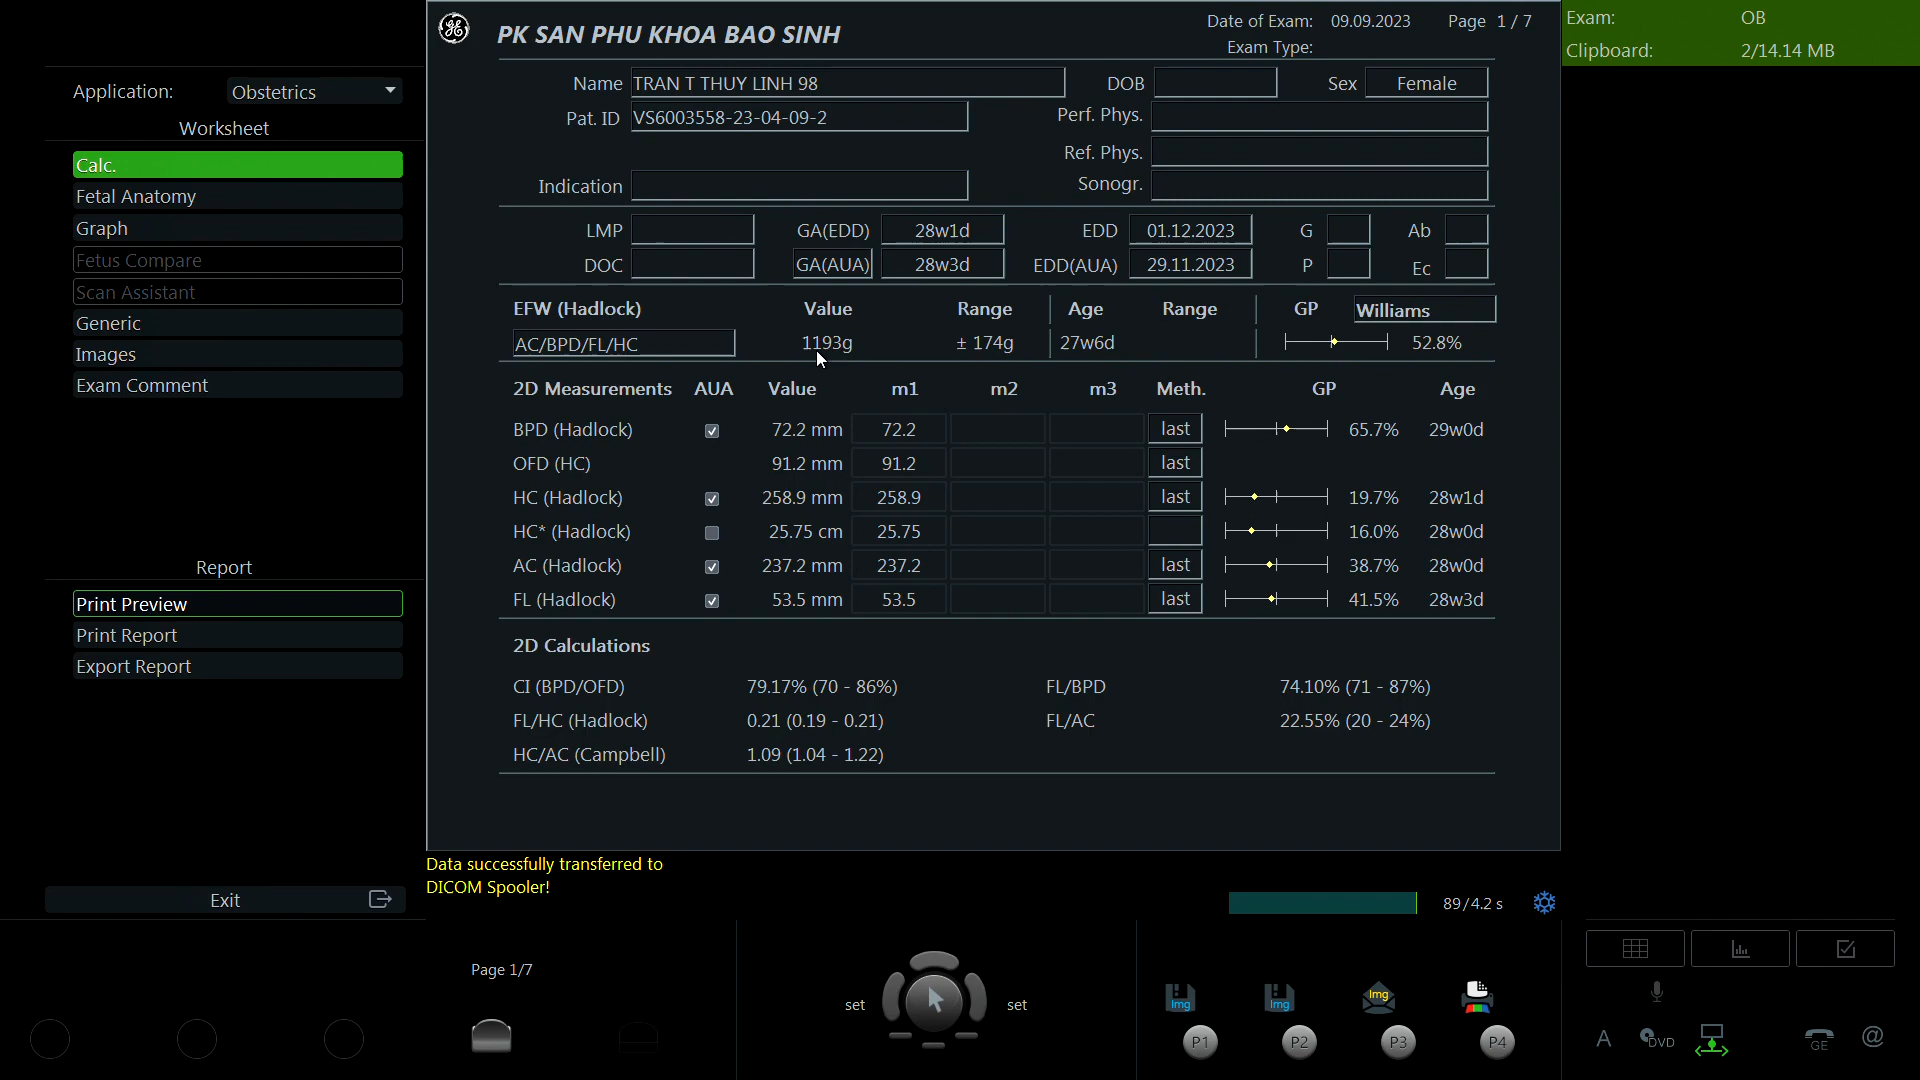 PK SAN PHU KHOA BAO SINH
Date of Exam: 09.09.2023 Page 1 / 7
Exam Type:
Exam: OB
Clipboard: 2/14.14 MB
Application: Obstetrics
Worksheet
Calc.
Fetal Anatomy
Graph
Fetus Compare
Scan Assistant
Generic
Images
Exam Comment
Report
Print Preview
Print Report
Export Report
Exit
Name TRAN T THUY LINH 98 DOB Sex Female
Pat. ID VS6003558-23-04-09-2 Perf. Phys.
Ref. Phys.
Indication Sonogr.
LMP GA(EDD) 28w1d EDD 01.12.2023 G Ab
DOC GA(AUA) 28w3d EDD(AUA) 29.11.2023 P Ec
EFW (Hadlock) Value Range Age Range GP Williams
AC/BPD/FL/HC 1193g ± 174g 27w6d 52.8%
2D Measurements AUA Value m1 m2 m3 Meth. GP Age
BPD (Hadlock) 72.2 mm 72.2 last 65.7% 29w0d
OFD (HC) 91.2 mm 91.2 last
HC (Hadlock) 258.9 mm 258.9 last 19.7% 28w1d
HC* (Hadlock) 25.75 cm 25.75 16.0% 28w0d
AC (Hadlock) 237.2 mm 237.2 last 38.7% 28w0d
FL (Hadlock) 53.5 mm 53.5 last 41.5% 28w3d
2D Calculations
CI (BPD/OFD) 79.17% (70 - 86%) FL/BPD 74.10% (71 - 87%)
FL/HC (Hadlock) 0.21 (0.19 - 0.21) FL/AC 22.55% (20 - 24%)
HC/AC (Campbell) 1.09 (1.04 - 1.22)
Data successfully transferred to
DICOM Spooler!
89/4.2 s
Page 1/7
set set
Img Img Img
P1 P2 P3 P4
A DVD GE @